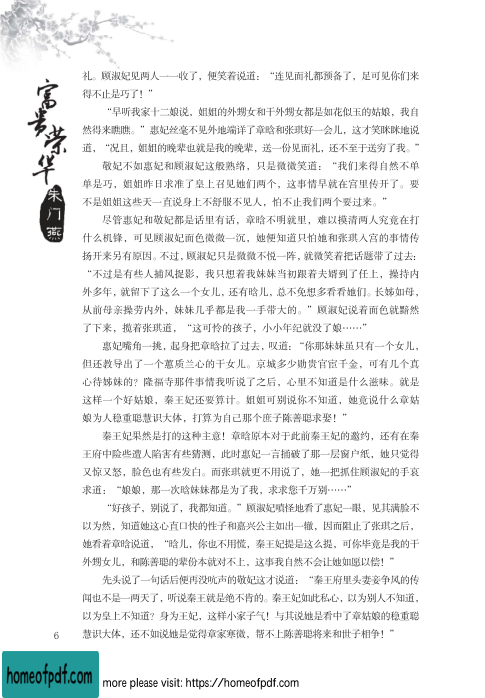 富贵荣华
朱门燕
礼。顾淑妃见两人一一收了，便笑着说道：“连见面礼都预备了，足可见你们来
得不止是巧了！”
“早听我家十二娘说，姐姐的外甥女和干外甥女都是如花似玉的姑娘，我自
然得来瞧瞧。”惠妃丝毫不见外地端详了章晗和张琪好一会儿，这才笑眯眯地说
道，“况且，姐姐的晚辈也就是我的晚辈，送一份见面礼，还不至于送穷了我。”
敬妃不如惠妃和顾淑妃这般熟络，只是微微笑道：“我们来得自然不单
单是巧，姐姐昨日求准了皇上召见她们两个，这事情早就在宫里传开了。要
不是姐姐这些天一直说身上不舒服不见人，怕不止我们两个要过来。”
尽管惠妃和敬妃都是话里有话，章晗不明就里，难以摸清两人究竟在打
什么机锋，可见顾淑妃面色微微一沉，她便知道只怕她和张琪入宫的事情传
扬开来另有原因。不过，顾淑妃只是微微不悦一阵，就微笑着把话题带了过去：
“不过是有些人捕风捉影，我只想着我妹妹当初跟着夫婿到了任上，操持内
外多年，就留下了这么一个女儿，还有晗儿，总不免想多看看她们。长姊如母，
从前母亲操劳内外，妹妹几乎都是我一手带大的。”顾淑妃说着面色就黯然
了下来，揽着张琪道，“这可怜的孩子，小小年纪就没了娘……”
惠妃嘴角一挑，起身把章晗拉了过去，叹道：“你那妹妹虽只有一个女儿，
但还教导出了一个蕙质兰心的干女儿。京城多少勋贵官宦千金，可有几个真
心待姊妹的？隆福寺那件事情我听说了之后，心里不知道是什么滋味。就是
这样一个好姑娘，秦王妃还要算计。姐姐可别说你不知道，她竟说什么章姑
娘为人稳重聪慧识大体，打算为自己那个庶子陈善聪求娶！”
秦王妃果然是打的这种主意！章晗原本对于此前秦王妃的邀约，还有在秦
王府中险些遭人陷害有些猜测，此时惠妃一言捅破了那一层窗户纸，她只觉得
又惊又怒，脸色也有些发白。而张琪就更不用说了，她一把抓住顾淑妃的手哀
求道：“娘娘，那一次晗妹妹都是为了我，求求您千万别……”
“好孩子，别说了，我都知道。”顾淑妃嗔怪地看了惠妃一眼，见其满脸不
以为然，知道她这心直口快的性子和嘉兴公主如出一辙，因而阻止了张琪之后，
她看着章晗说道，“晗儿，你也不用慌，秦王妃提是这么提，可你毕竟是我的干
外甥女儿，和陈善聪的辈份本就对不上，这事我自然不会让她如愿以偿！”
先头说了一句话后便再没吭声的敬妃这才说道：“秦王府里头妻妾争风的传
闻也不是一两天了，听说秦王就是绝不肯的。秦王妃如此私心，以为别人不知道，
以为皇上不知道？身为王妃，这样小家子气！与其说她是看中了章姑娘的稳重聪
慧识大体，还不如说她是觉得章家寒微，帮不上陈善聪将来和世子相争！”
6
homeofpdf.com
more please visit: https://homeofpdf.com